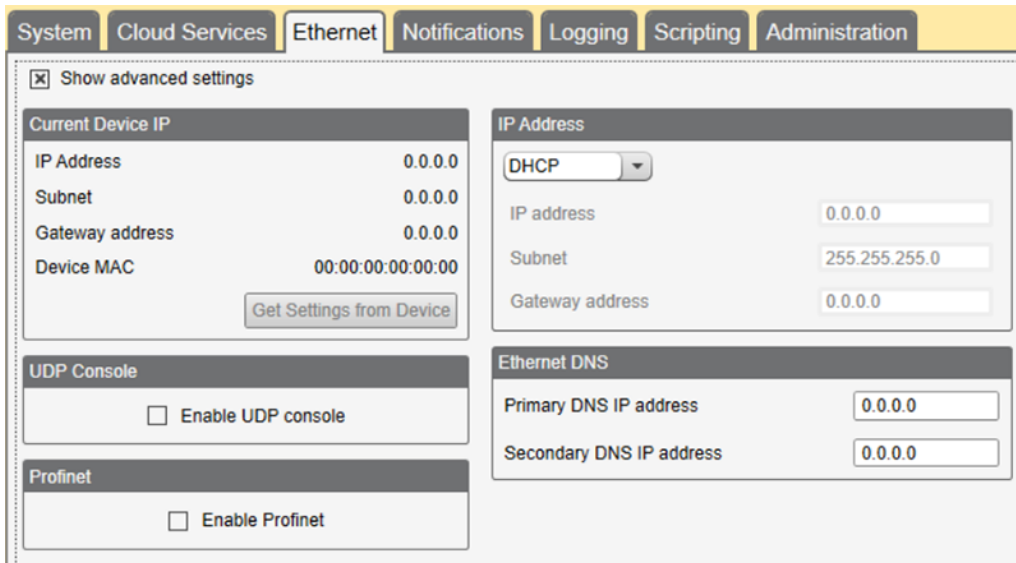 System Cloud Services Ethernet Notifications Logging Scripting Administration
Show advanced settings
Current Device IP
IP Address 0.0.0.0
Subnet 0.0.0.0
Gateway address 0.0.0.0
Device MAC 00:00:00:00:00:00
Get Settings from Device
UDP Console
Enable UDP console
Profinet
Enable Profinet
IP Address
DHCP
IP address 0.0.0.0
Subnet 255.255.255.0
Gateway address 0.0.0.0
Ethernet DNS
Primary DNS IP address 0.0.0.0
Secondary DNS IP address 0.0.0.0